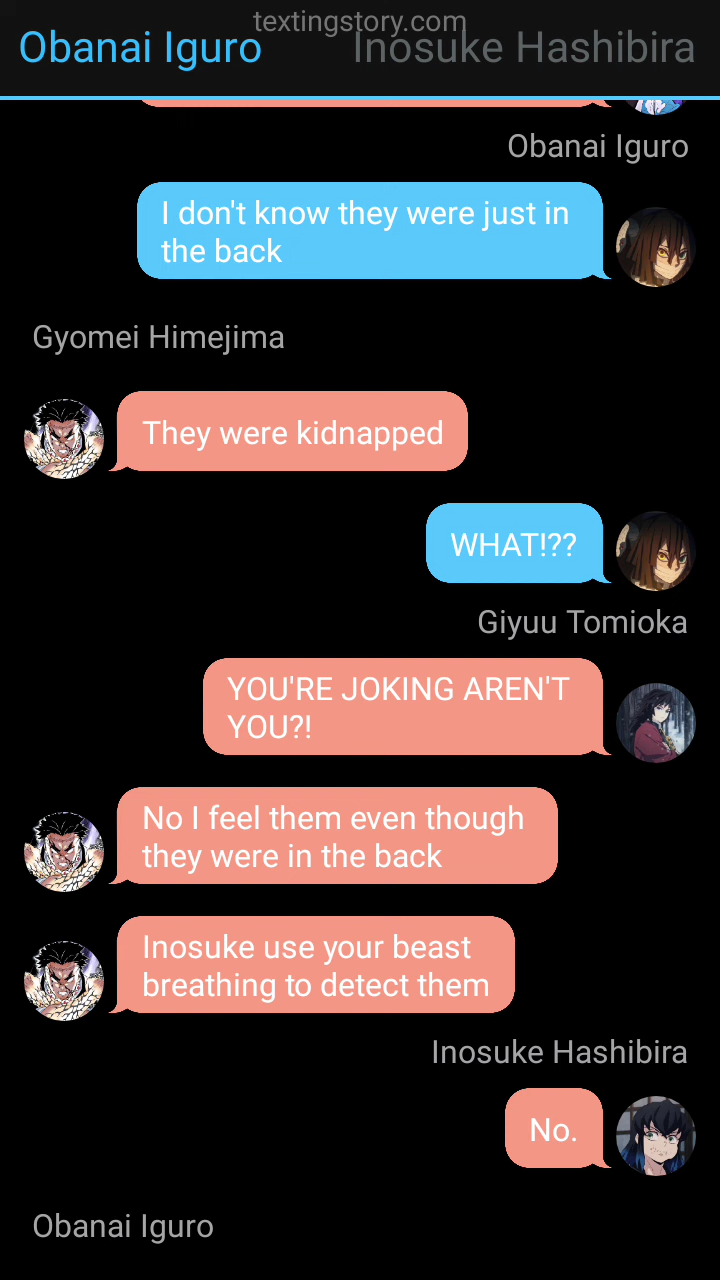 textingstory.com
Obanai Iguro
Inosuke Hashibira
Obanai Iguro
I don't know they were just in
the back
Gyomei Himejima
They were kidnapped
WHAT!??
Giyuu Tomioka
YOU'RE JOKING AREN'T
YOU?!
No I feel them even though
they were in the back
Inosuke use your beast
breathing to detect them
Inosuke Hashibira
No.
Obanai Iguro